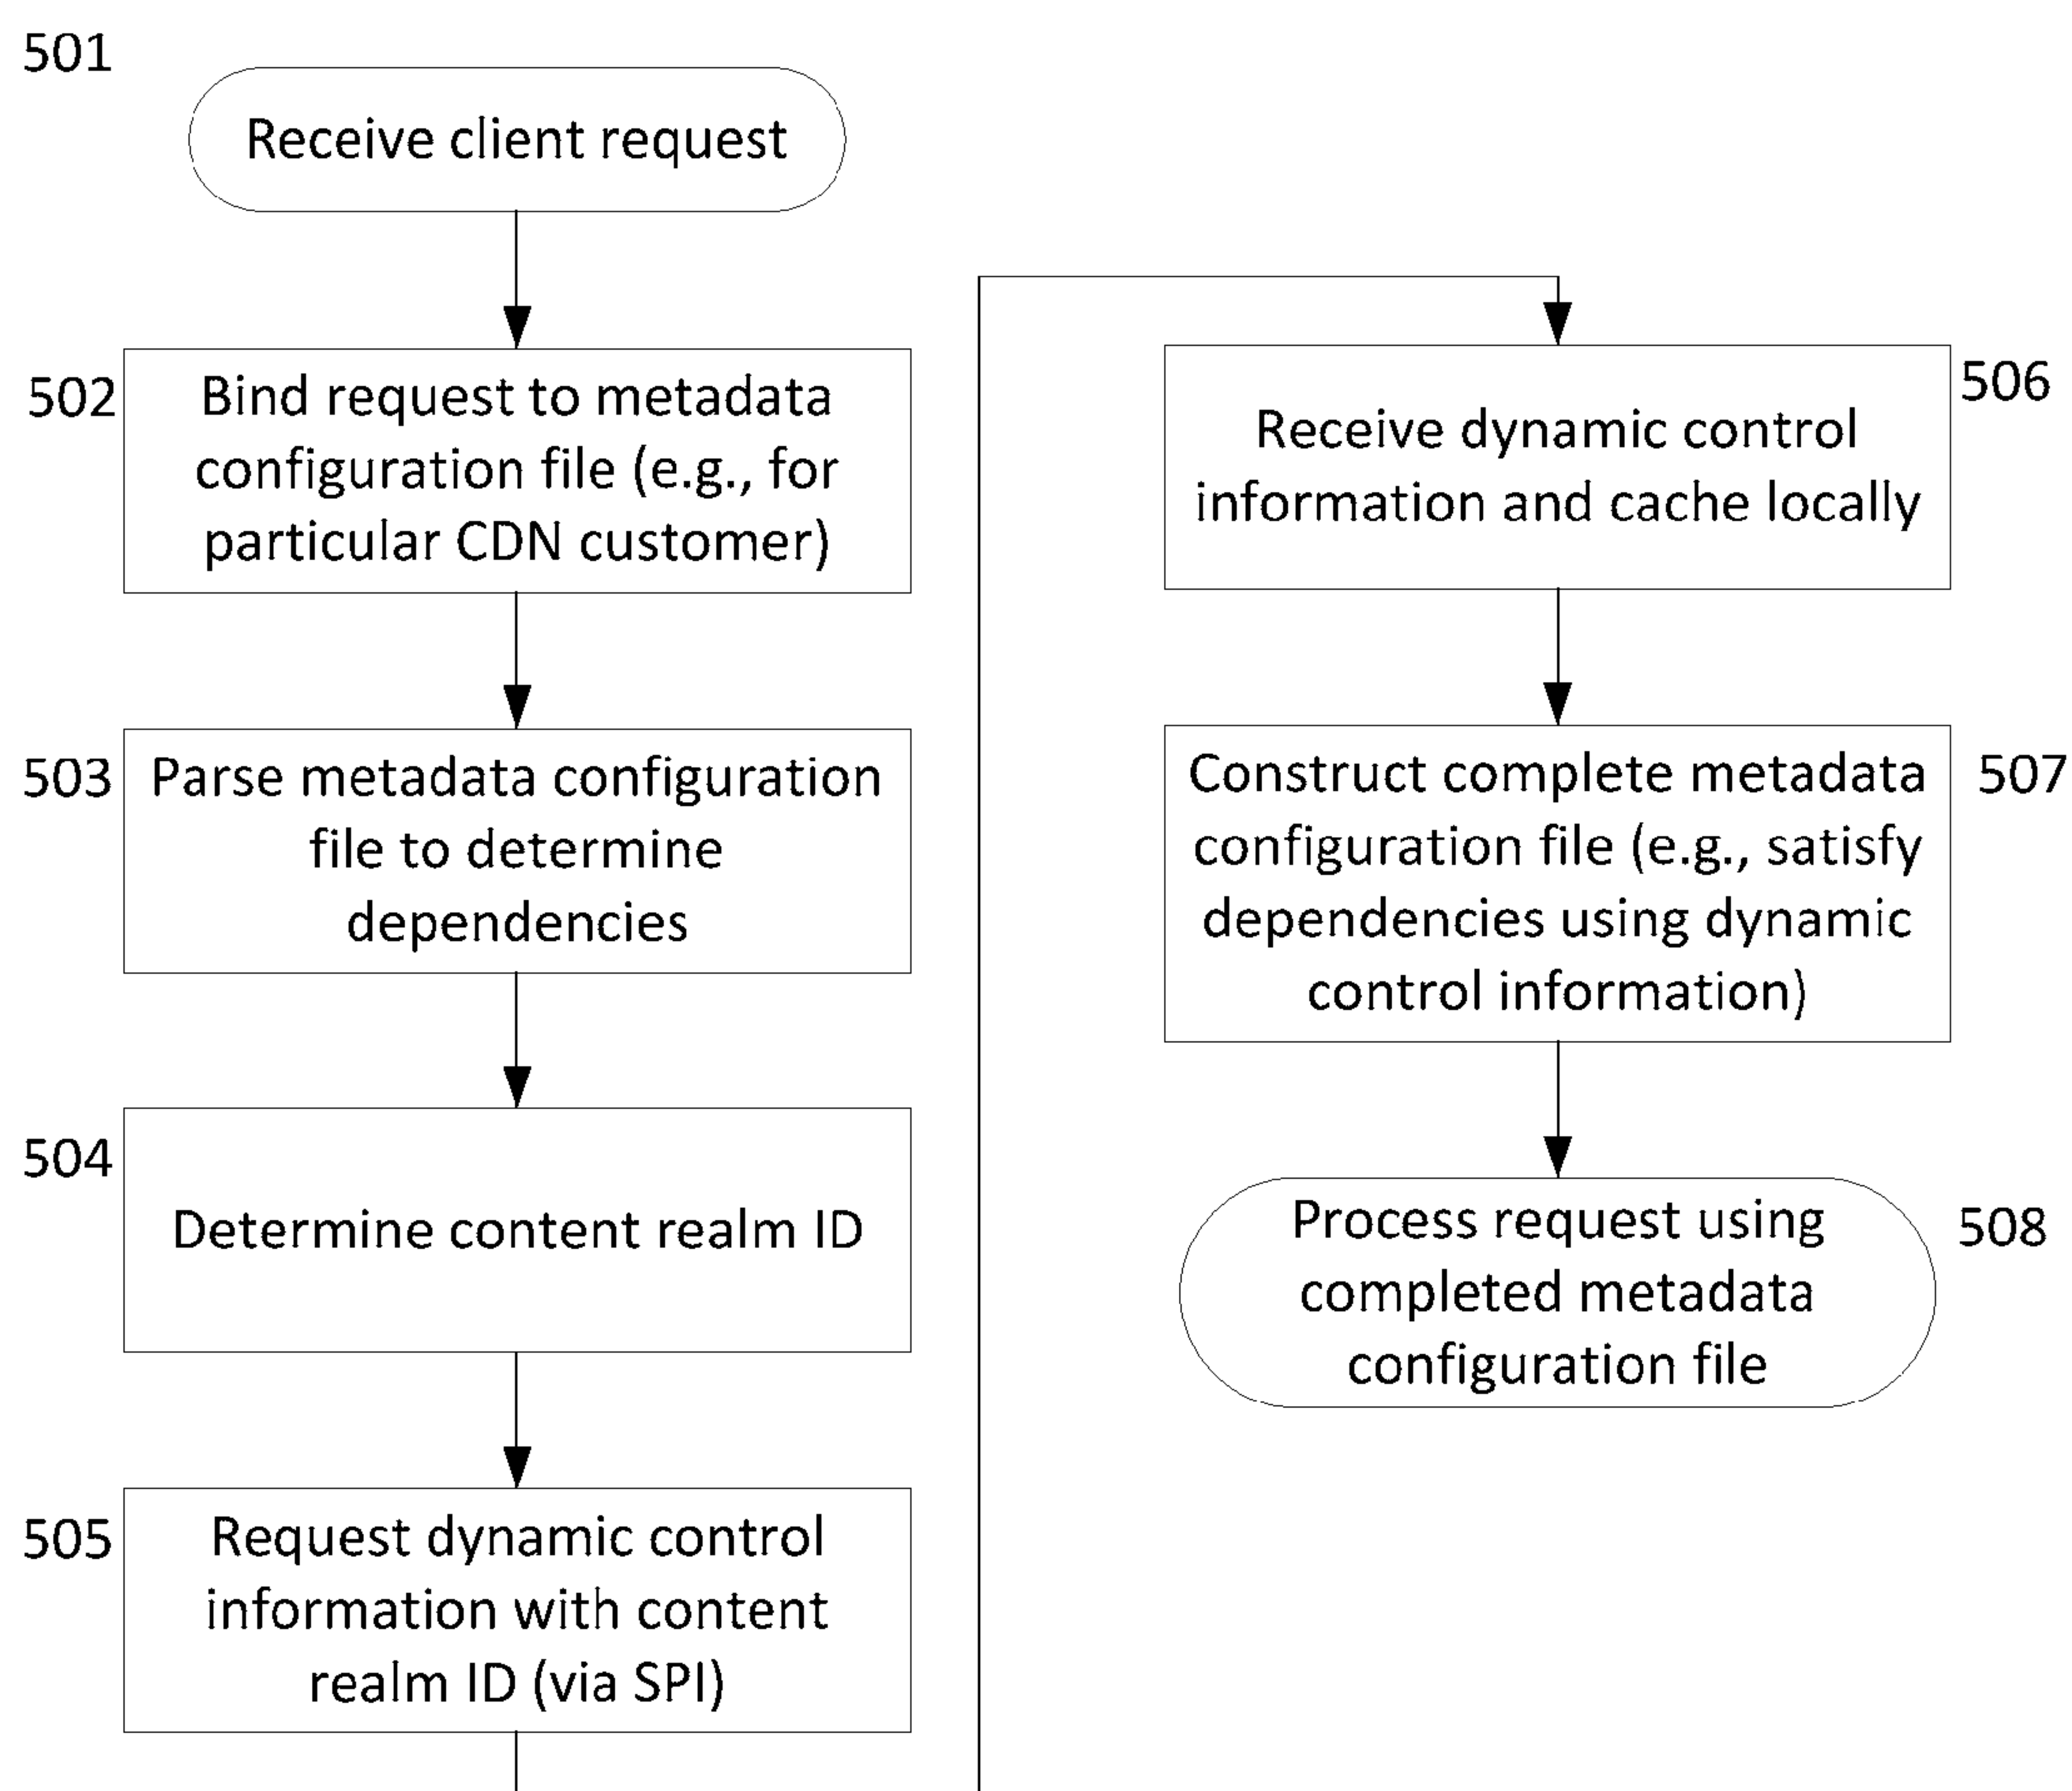 501
Receive client request
502
Bind request to metadata
configuration file (e.g., for
particular CDN customer)
503
Parse metadata configuration
file to determine
dependencies
504
Determine content realm ID
505
Request dynamic control
information with content
realm ID (via SPI)
506
Receive dynamic control
information and cache locally
507
Construct complete metadata
configuration file (e.g., satisfy
dependencies using dynamic
control information)
508
Process request using
completed metadata
configuration file